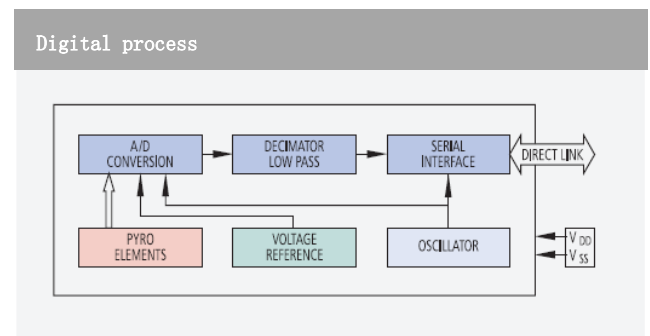 Digital process
A/D
CONVERSION
DECIMATOR
LOW PASS
SERIAL
INTERFACE
DIRECT LINK
PYRO
ELEMENTS
VOLTAGE
REFERENCE
OSCILLATOR
V DD
V SS